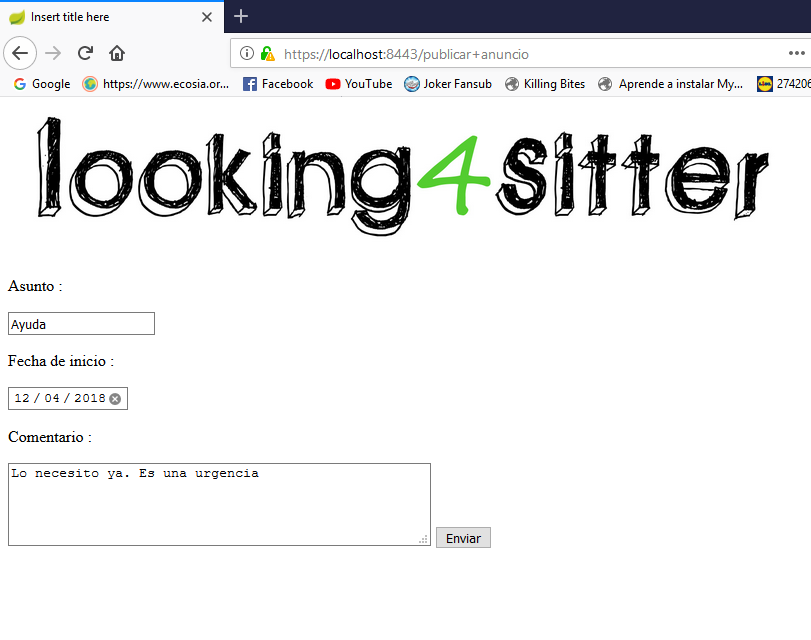 Insert title here
https://localhost:8443/publicar+anuncio
Google https://www.ecosia.or... Facebook YouTube Joker Fansub Killing Bites Aprende a instalar My... 274206
looking4sitter
Asunto :
Ayuda
Fecha de inicio :
12 / 04 / 2018
Comentario :
Lo necesito ya. Es una urgencia
Enviar